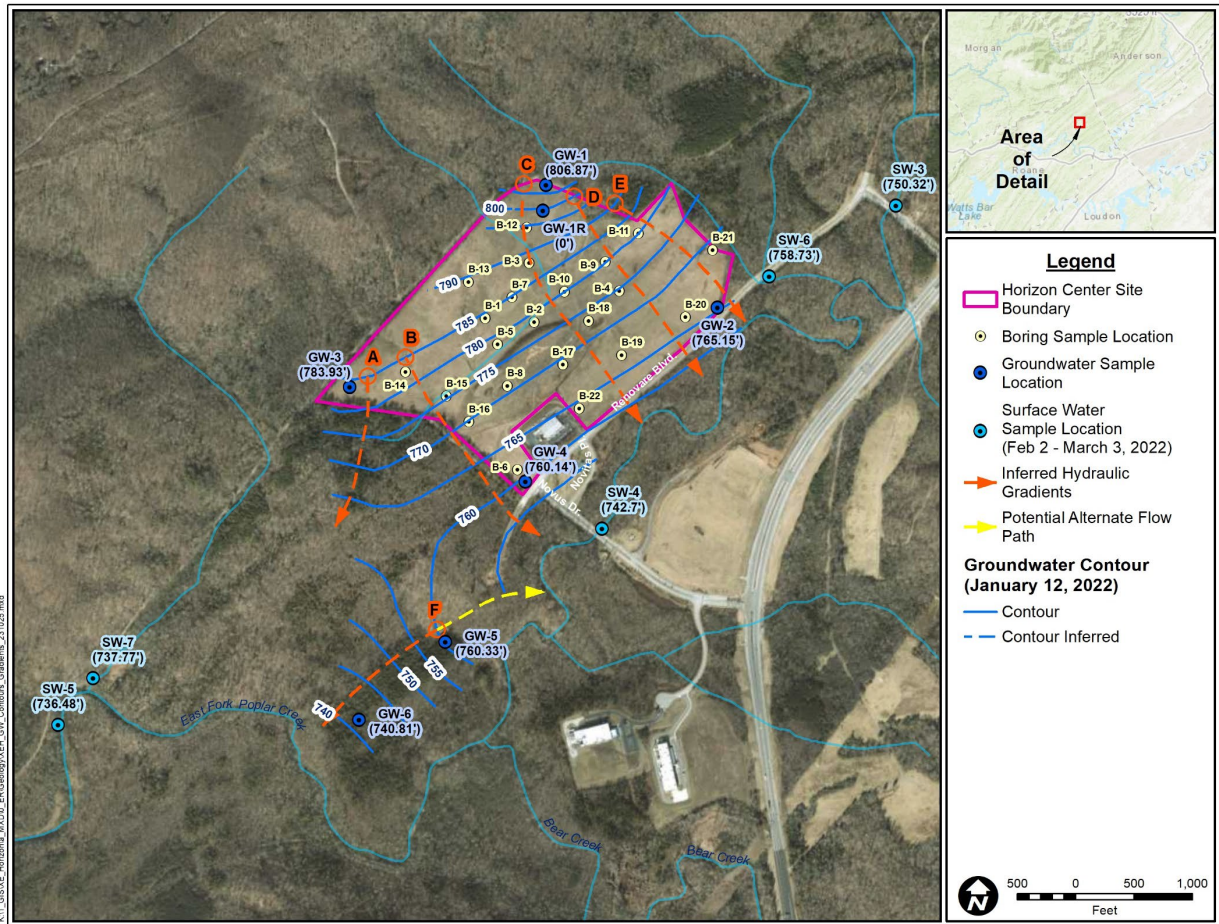 C
GW-1
(806.87')
D
E
800
GW-1R
(0')
B-12
B-11
B-21
B-3
B-9
B-13
790
B-7
B-10
B-4
B-20
GW-2
(765.15')
785
B-1
B-2
B-18
780
B-5
B-19
775
B-17
A
B
GW-3
(783.93')
B-14
B-15
B-8
Renovare Blvd
B-22
B-16
770
765
GW-4
(760.14')
B-6
Novus Dr.
760
SW-4
(742.7')
SW-3
(750.32')
SW-6
(758.73')
F
GW-5
(760.33')
755
750
740
GW-6
(740.81')
SW-7
(737.77')
SW-5
(736.48')
East Fork Poplar Creek
Bear Creek
Bear Creek
Morgan
Anderson
Area
of
Detail
Roane
Watts Bar
Lake
Loudon
Legend
Horizon Center Site
Boundary
Boring Sample Location
Groundwater Sample
Location
Surface Water
Sample Location
(Feb 2 - March 3, 2022)
Inferred Hydraulic
Gradients
Potential Alternate Flow
Path
Groundwater Contour
(January 12, 2022)
Contour
Contour Inferred
N
500 0 500 1,000
Feet